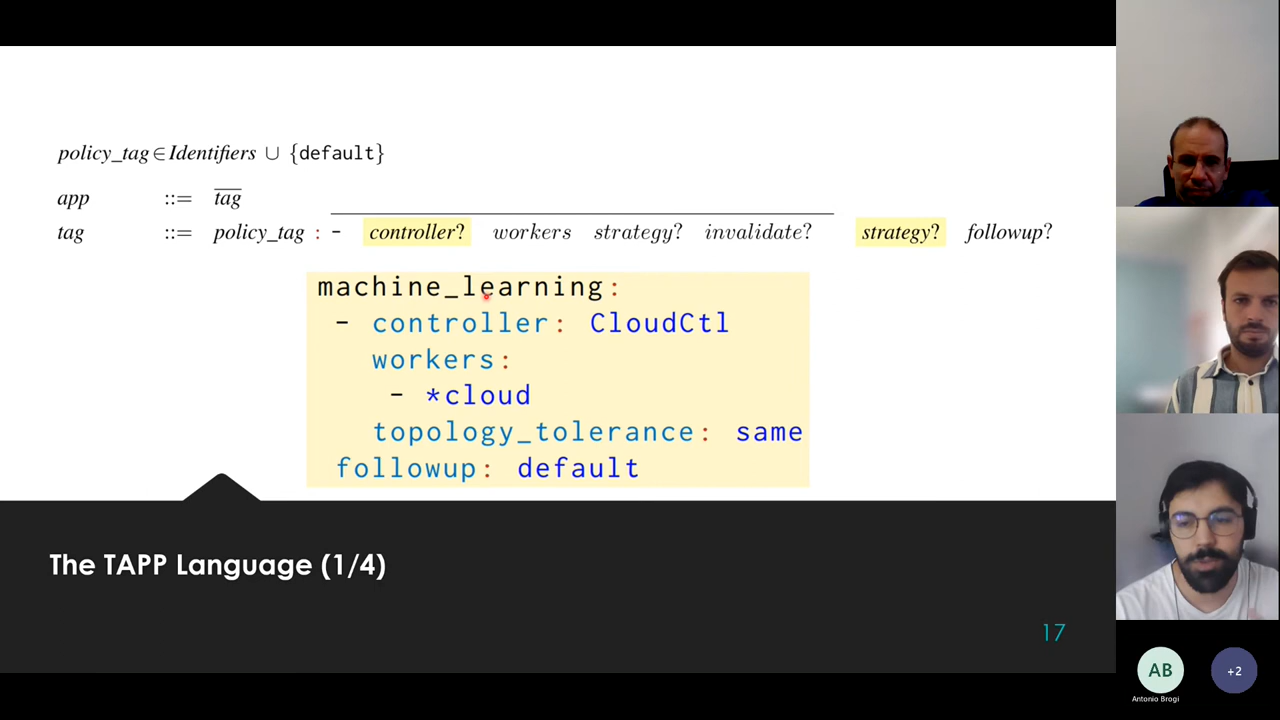 policy_tag ∈ Identifiers ∪ {default}
app ::= tag
tag ::= policy_tag : - controller? workers strategy? invalidate? strategy? followup?
machine_learning:
- controller: CloudCtl
workers:
- *cloud
topology_tolerance: same
followup: default
The TAPP Language (1/4)
17
AB
+2
Antonio Brogi